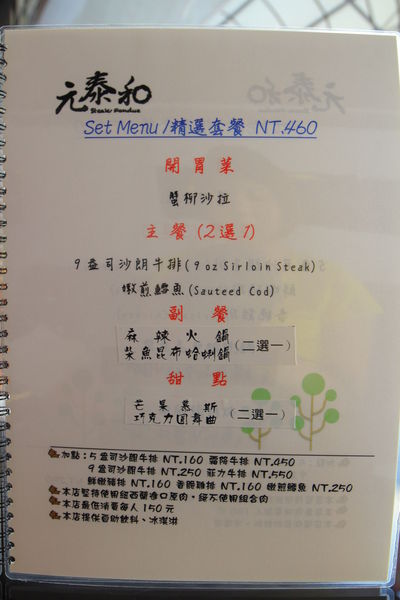 元泰和
Steak Fondue
Set Menu/精選套餐 NT.460
開胃菜
蟹柳沙拉
主餐(2選1)
9盎司沙朗牛排(9 oz Sirloin Steak)
嫩煎鱈魚(Sauteed Cod)
副餐
麻辣火鍋
柴魚昆布蛤蜊鍋(二選一)
甜點
芒果慕斯
巧克力圓舞曲(二選一)
加點:5盎司沙朗牛排 NT.160 霜降牛排 NT.450
9盎司沙朗牛排 NT.250 菲力牛排 NT.550
鮮嫩豬排 NT.160 香嫩雞排 NT.160 嫩煎鱈魚 NT.250
本店堅持使用紐西蘭進口原肉,絕不使用組合肉
本店最低消費每人150元
本店提供自助飲料、冰淇淋